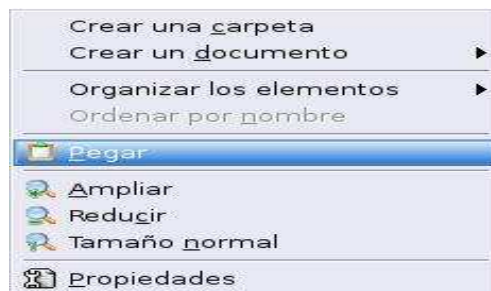 Crear una carpeta
Crear un documento
Organizar los elementos
Ordenar por nombre
Pegar
Ampliar
Reducir
Tamaño normal
Propiedades